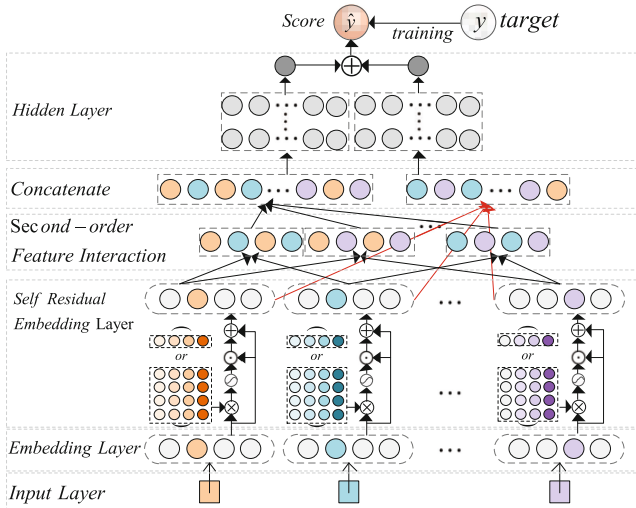 Score ŷ training y target
Hidden Layer
Concatenate
Second-order
Feature Interaction
Self Residual
Embedding Layer
or or or
Embedding Layer
Input Layer